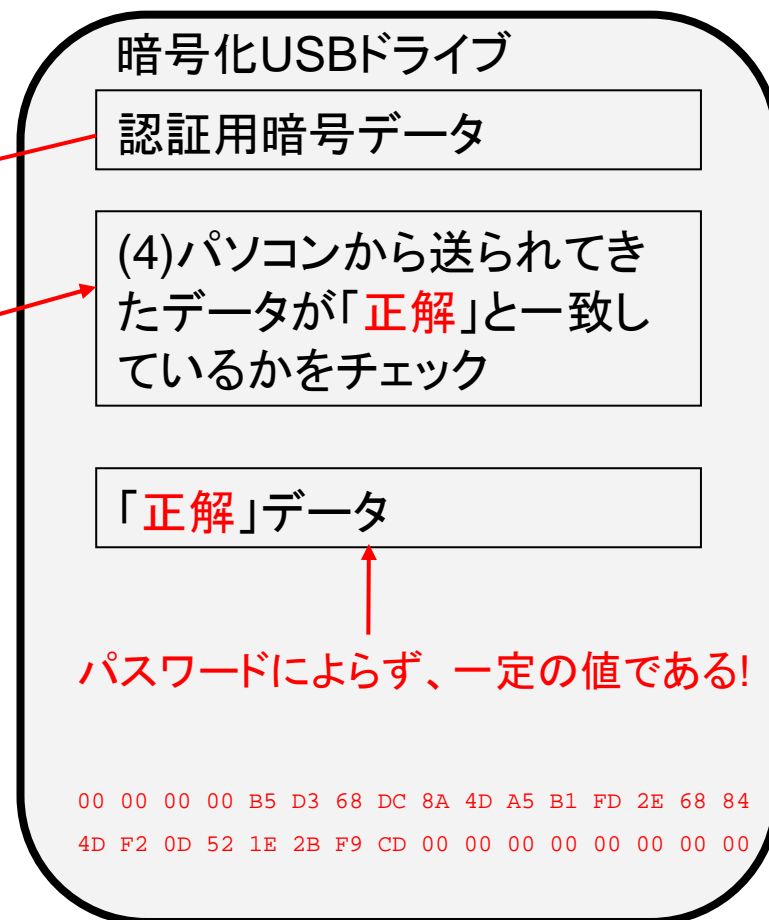 暗号化USBドライブ
認証用暗号データ
(4)パソコンから送られてき
たデータが「正解」と一致し
ているかをチェック
「正解」データ
パスワードによらず、一定の値である!
00 00 00 00 B5 D3 68 DC 8A 4D A5 B1 FD 2E 68 84
4D F2 0D 52 1E 2B F9 CD 00 00 00 00 00 00 00 00